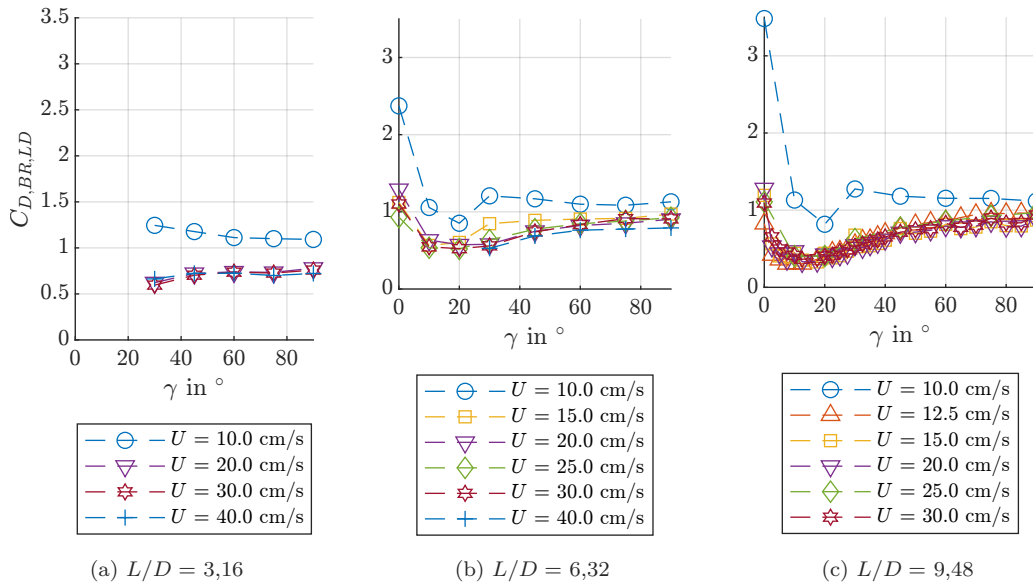 C_{D,BR,LD}
3.5
3
2.5
2
1.5
1
0.5
0
0 20 40 60 80
γ in °
U = 10.0 cm/s
U = 20.0 cm/s
U = 30.0 cm/s
U = 40.0 cm/s
(a) L/D = 3,16
3
2
1
0
0 20 40 60 80
γ in °
U = 10.0 cm/s
U = 15.0 cm/s
U = 20.0 cm/s
U = 25.0 cm/s
U = 30.0 cm/s
U = 40.0 cm/s
(b) L/D = 6,32
3
2
1
0
0 20 40 60 80
γ in °
U = 10.0 cm/s
U = 12.5 cm/s
U = 15.0 cm/s
U = 20.0 cm/s
U = 25.0 cm/s
U = 30.0 cm/s
(c) L/D = 9,48